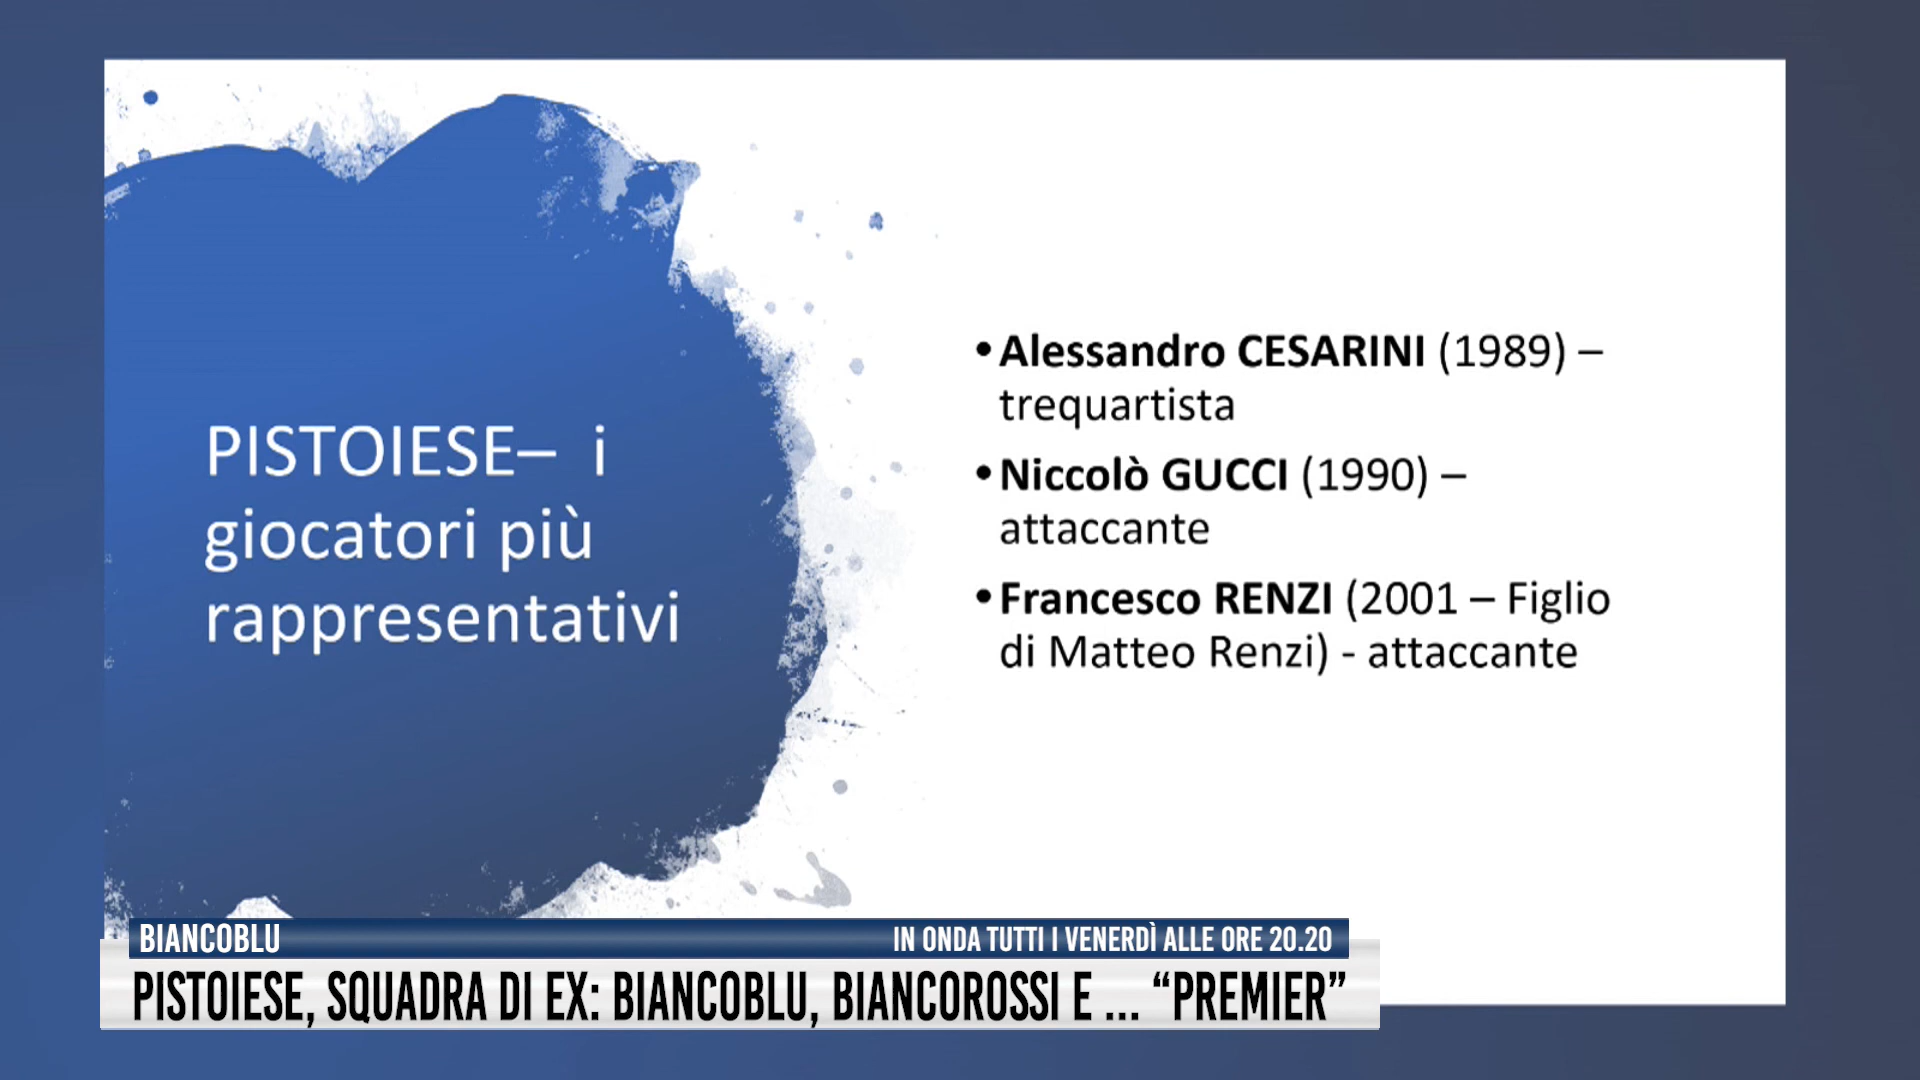 PISTOIESE–  i
giocatori più
rappresentativi
•Alessandro CESARINI (1989) –
trequartista
•Niccolò GUCCI (1990) –
attaccante
•Francesco RENZI (2001 – Figlio
di Matteo Renzi) - attaccante
BIANCOBLU
IN ONDA TUTTI I VENERDÌ ALLE ORE 20.20
PISTOIESE, SQUADRA DI EX: BIANCOBLU, BIANCOROSSI E ... “PREMIER”